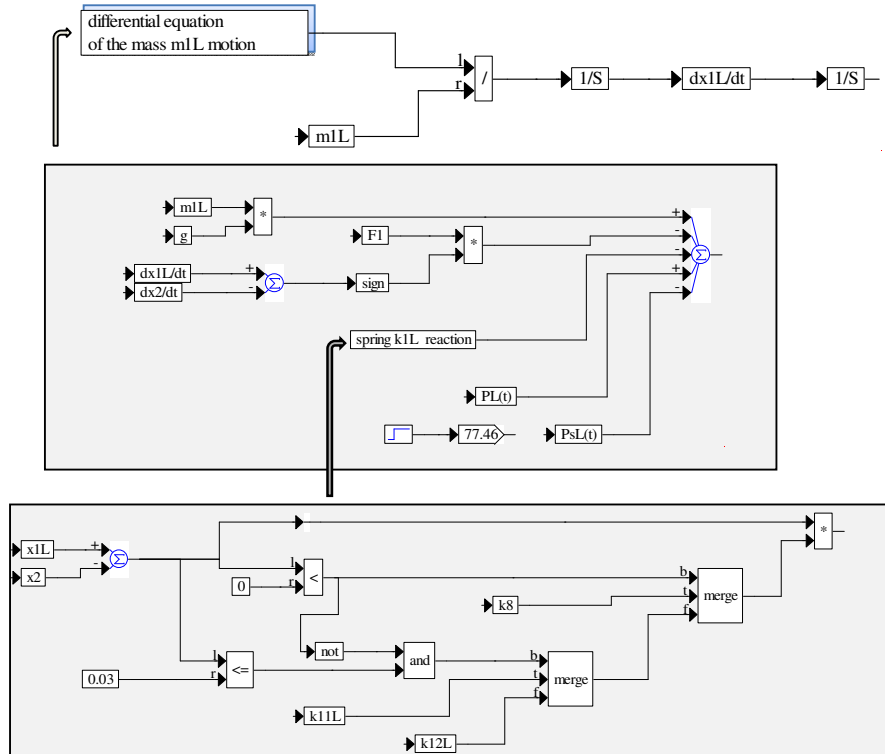 differential equation
of the mass m1L motion
l
r
/
1/S
dx1L/dt
1/S
m1L
m1L
g
*
F1
*
dx1L/dt
dx2/dt
+
-
Σ
sign
+
-
-
+
-
Σ
spring k1L reaction
PL(t)
77.46
PsL(t)
x1L
x2
+
-
Σ
*
0
l
r
<
k8
b
t
f
merge
not
and
0.03
l
r
<=
b
t
f
merge
k11L
k12L